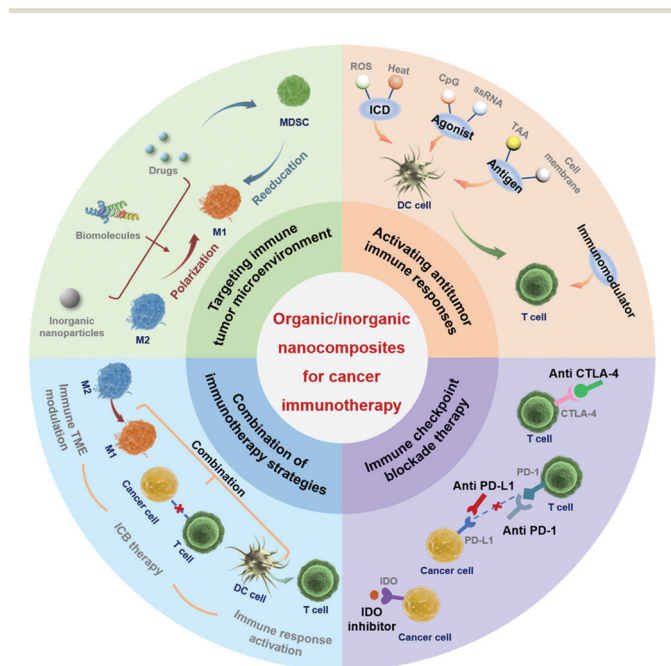 Organic/inorganic
nanocomposites
for cancer
immunotherapy
Targeting immune
tumor microenvironment
MDSC
Drugs
Reeducation
M1
Biomolecules
Polarization
Inorganic
nanoparticles
M2
Activating antitumor
immune responses
ROS
Heat
ICD
CpG
ssRNA
Agonist
TAA
Cell
membrane
Antigen
DC cell
Immunomodulator
T cell
Combination of
immunotherapy strategies
M2
M1
Immune TME
modulation
Combination
Cancer cell
T cell
ICB therapy
DC cell
T cell
Immune response
activation
Immune checkpoint
blockade therapy
Anti CTLA-4
CTLA-4
T cell
PD-1
Anti PD-L1
T cell
Anti PD-1
PD-L1
Cancer cell
IDO
IDO
inhibitor
Cancer cell